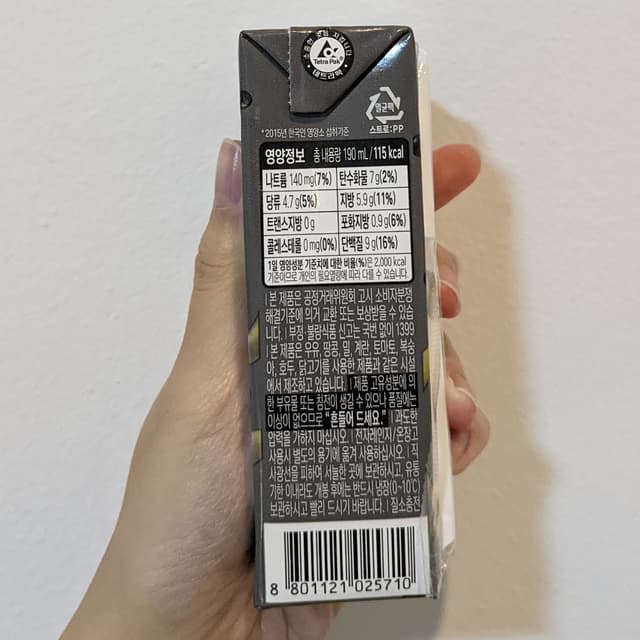 소중한 것을 지킵니다
Tetra Pak®
테트라팩
멸균팩
스트로:PP
*2015년 한국인 영양소 섭취기준
영양정보 총 내용량 190 mL / 115 kcal
나트륨 140 mg(7%) 탄수화물 7 g(2%)
당류 4.7 g(5%) 지방 5.9 g(11%)
트랜스지방 0 g 포화지방 0.9 g(6%)
콜레스테롤 0 mg(0%) 단백질 9 g(16%)
1일 영양성분 기준치에 대한 비율(%)은 2,000 kcal
기준이므로 개인의 필요열량에 따라 다를 수 있습니다.
| 본 제품은 공정거래위원회 고시 소비자분쟁
해결기준에 의거 교환 또는 보상받을 수 있습
니다. | 부정·불량식품 신고는 국번 없이 1399
| 본 제품은 우유, 땅콩, 밀, 계란, 토마토, 복숭
아, 호두, 닭고기를 사용한 제품과 같은 시설
에서 제조하고 있습니다. | 제품 고유성분에 의
한 부유물 또는 침전이 생길 수 있으나 품질에는
이상이 없으므로 "흔들어 드세요." | 과도한
압력을 가하지 마십시오. | 전자레인지/온장고
사용시 별도의 용기에 옮겨 사용하십시오. | 직
사광선을 피하여 서늘한 곳에 보관하시고, 유통
기한 이내라도 개봉 후에는 반드시 냉장(0~10℃)
보관하시고 빨리 드시기 바랍니다. | 질소충전
8 801121 025710